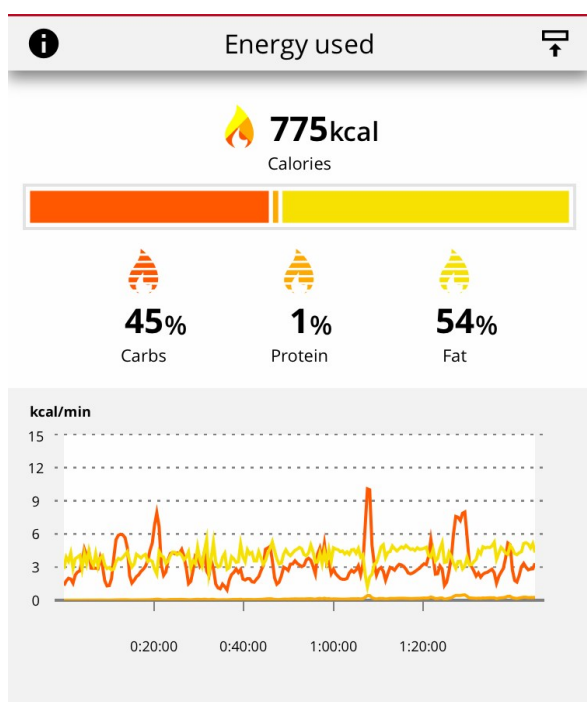 Energy used
775kcal
Calories
45% 1% 54%
Carbs Protein Fat
kcal/min
15
12
9
6
3
0
0:20:00 0:40:00 1:00:00 1:20:00